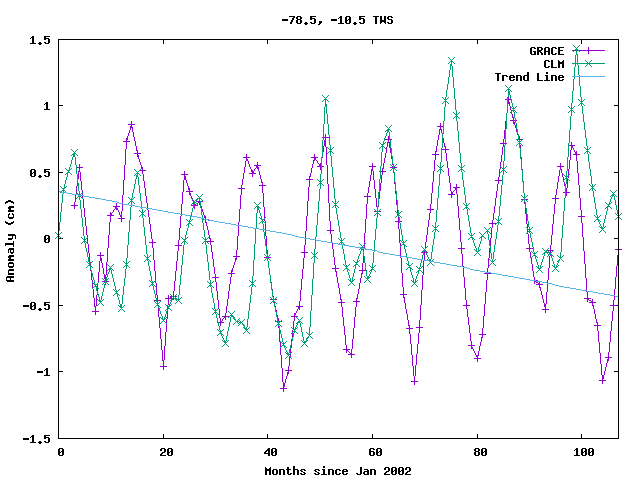 -78.5, -10.5 TWS
GRACE
CLM
Trend Line
1.5
1
0.5
0
-0.5
-1
-1.5
Anomaly (cm)
0 20 40 60 80 100
Months since Jan 2002